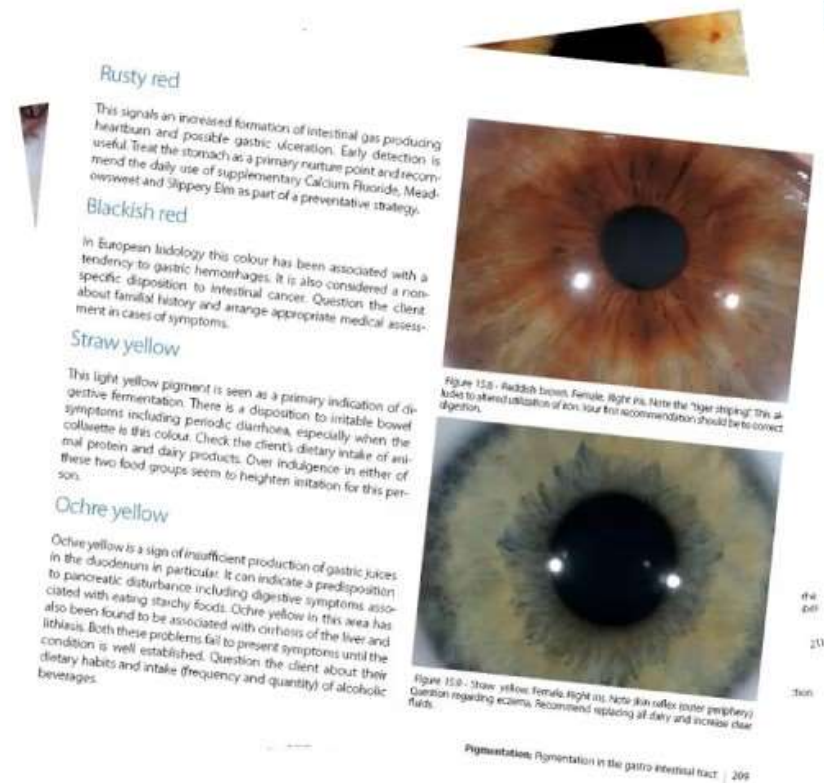 Rusty red
This signals an increased formation of intestinal gas producing
heartburn and possible gastric ulceration. Early detection is
useful. Treat the stomach as a primary nurture point and recom-
mend the daily use of supplementary Calcium Fluoride, Mead-
owsweet and Slippery Elm as part of a preventative strategy.
Blackish red
In European Iridology this colour has been associated with a
tendency to gastric hemorrhages. It is also considered a non-
specific disposition to intestinal cancer. Question the client
about familial history and arrange appropriate medical assess-
ment in cases of symptoms.
Straw yellow
This light yellow pigment is seen as a primary indication of di-
gestive fermentation. There is a disposition to irritable bowel
symptoms including periodic diarrhoea, especially when the
collarette is this colour. Check the client's dietary intake of ani-
mal protein and dairy products. Over indulgence in either of
these two food groups seem to heighten irritation for this per-
son.
Ochre yellow
Ochre yellow is a sign of insufficient production of gastric juices
in the duodenum in particular. It can indicate a predisposition
to pancreatic disturbance including digestive symptoms asso-
ciated with eating starchy foods. Ochre yellow in this area has
also been found to be associated with cirrhosis of the liver and
lithiasis. Both these problems fail to present symptoms until the
condition is well established. Question the client about their
dietary habits and intake (frequency and quantity) of alcoholic
beverages.
Figure 15.8 - Reddish brown. Female. Right iris. Note the "tiger striping". This al-
ludes to altered utilization of iron. Your first recommendation should be to correct
digestion.
Figure 15.9 - Straw yellow. Female. Right iris. Note skin reflex (outer periphery)
Question regarding eczema. Recommend replacing all dairy and increase clear
fluids.
Pigmentation: Pigmentation in the gastro intestinal tract | 209